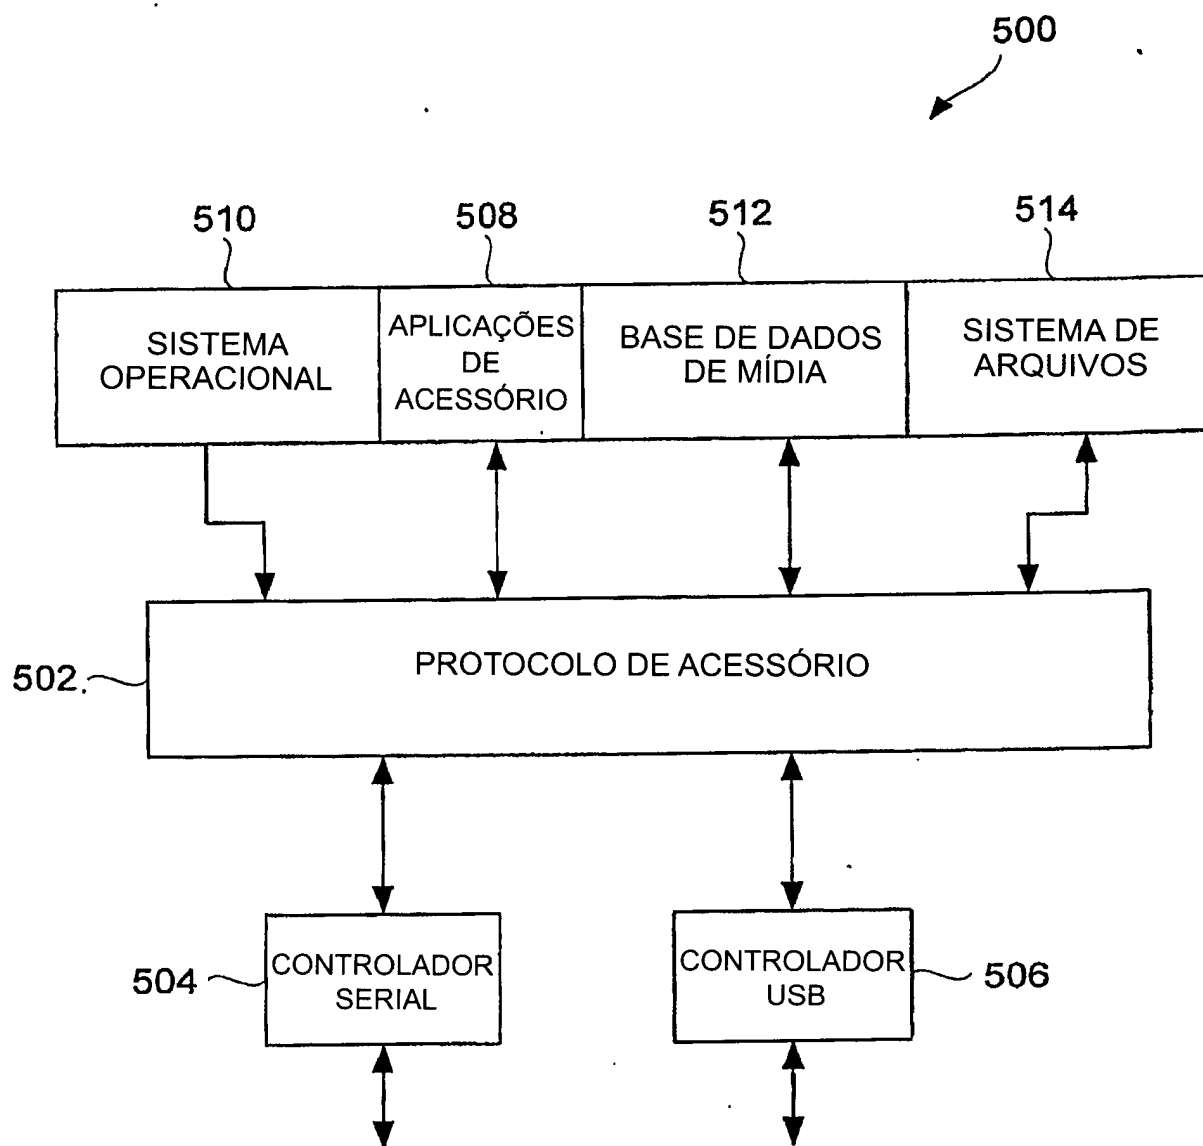 500
510
508
512
514
SISTEMA
OPERACIONAL
APLICAÇÕES
DE
ACESSÓRIO
BASE DE DADOS
DE MÍDIA
SISTEMA DE
ARQUIVOS
502
PROTOCOLO DE ACESSÓRIO
504
CONTROLADOR
SERIAL
CONTROLADOR
USB
506